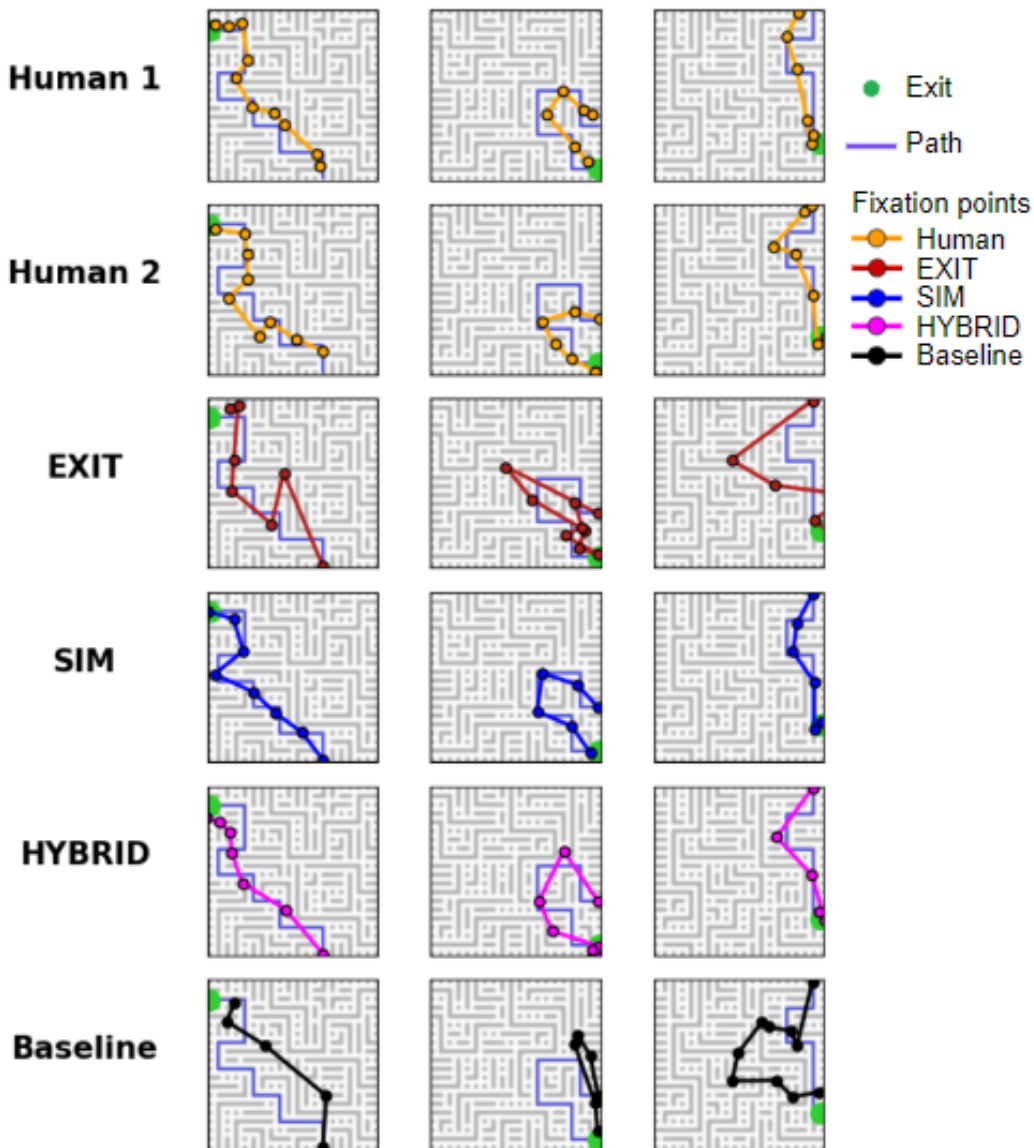 Human 1
Exit
Path
Fixation points
Human
EXIT
SIM
HYBRID
Baseline
Human 2
EXIT
SIM
HYBRID
Baseline